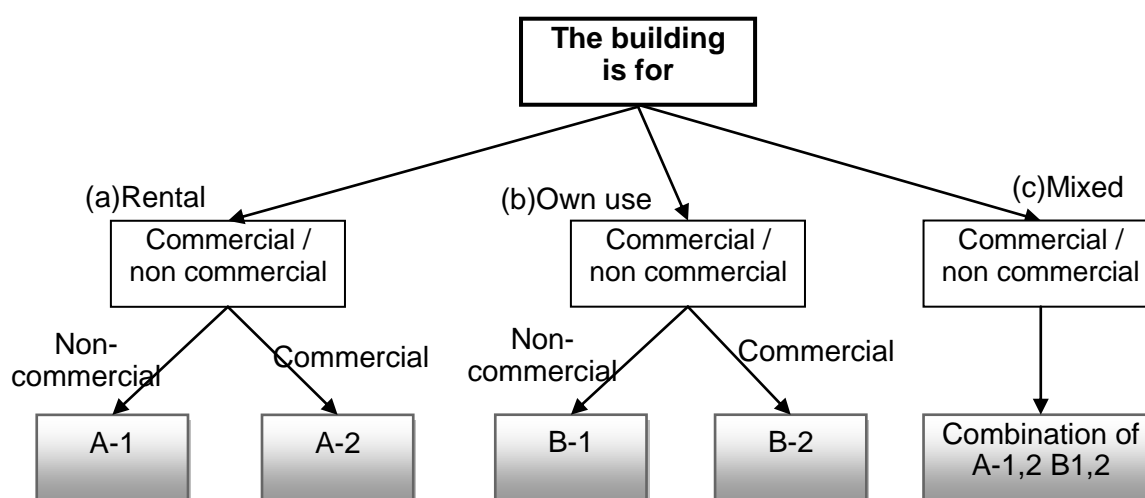 The building
is for
(a)Rental
(b)Own use
(c)Mixed
Commercial /
non commercial
Commercial /
non commercial
Commercial /
non commercial
Non-
commercial
Commercial
Non-
commercial
Commercial
A-1
A-2
B-1
B-2
Combination of
A-1,2 B1,2